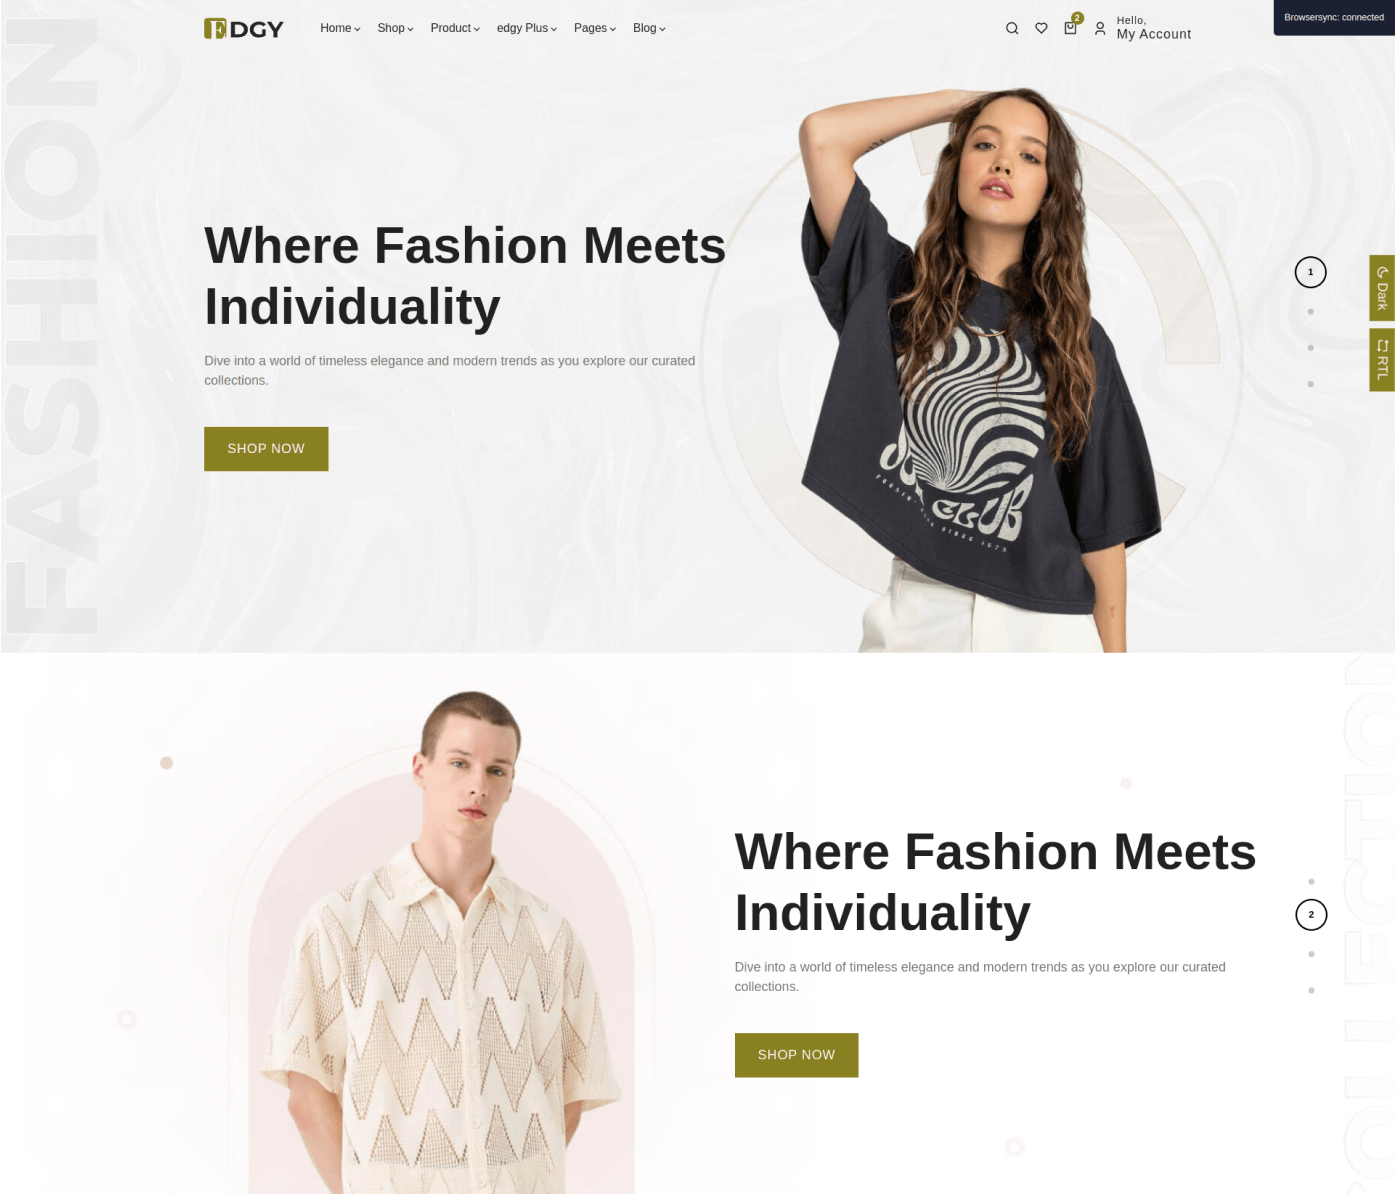 EDGY
Home
Shop
Product
edgy Plus
Pages
Blog
2
Hello,
My Account
Browsersync: connected
FASHION
Where Fashion Meets
Individuality
Dive into a world of timeless elegance and modern trends as you explore our curated
collections.
SHOP NOW
CLUB
SINCE 1975
1
Dark
RTL
Where Fashion Meets
Individuality
Dive into a world of timeless elegance and modern trends as you explore our curated
collections.
SHOP NOW
2